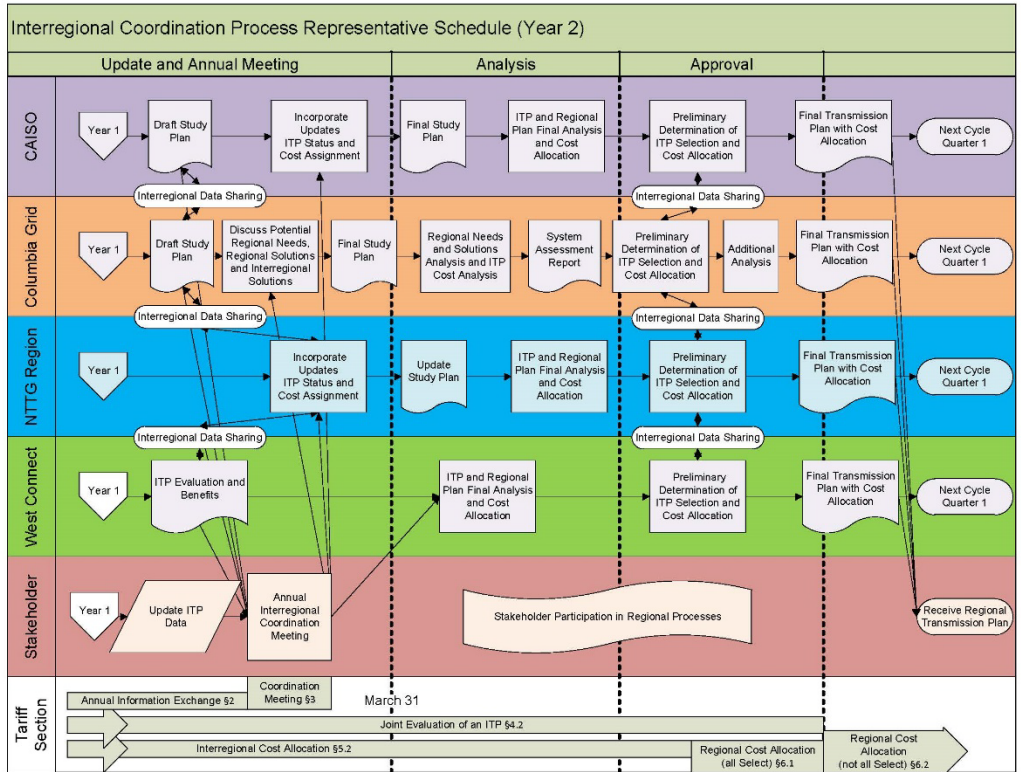 Interregional Coordination Process Representative Schedule (Year 2)
Update and Annual Meeting
Analysis
Approval
CAISO
Year 1
Draft Study
Plan
Incorporate
Updates
ITP Status and
Cost Assignment
Final Study
Plan
ITP and Regional
Plan Final Analysis
and Cost
Allocation
Preliminary
Determination of
ITP Selection and
Cost Allocation
Final Transmission
Plan with Cost
Allocation
Next Cycle
Quarter 1
Interregional Data Sharing
Interregional Data Sharing
Columbia Grid
Year 1
Draft Study
Plan
Discuss Potential
Regional Needs,
Regional Solutions
and Interregional
Solutions
Final Study
Plan
Regional Needs
and Solutions
Analysis and ITP
Cost Analysis
System
Assessment
Report
Preliminary
Determination of
ITP Selection and
Cost Allocation
Additional
Analysis
Final Transmission
Plan with Cost
Allocation
Next Cycle
Quarter 1
Interregional Data Sharing
Interregional Data Sharing
NTTG Region
Year 1
Incorporate
Updates
ITP Status and
Cost Assignment
Update
Study Plan
ITP and Regional
Plan Final Analysis
and Cost
Allocation
Preliminary
Determination of
ITP Selection and
Cost Allocation
Final Transmission
Plan with Cost
Allocation
Next Cycle
Quarter 1
Interregional Data Sharing
Interregional Data Sharing
West Connect
Year 1
ITP Evaluation and
Benefits
ITP and Regional
Plan Final Analysis
and Cost
Allocation
Preliminary
Determination of
ITP Selection and
Cost Allocation
Final Transmission
Plan with Cost
Allocation
Next Cycle
Quarter 1
Stakeholder
Year 1
Update ITP
Data
Annual
Interregional
Coordination
Meeting
Stakeholder Participation in Regional Processes
Receive Regional
Transmission Plan
Tariff
Section
Annual Information Exchange §2
Coordination
Meeting §3
March 31
Joint Evaluation of an ITP §4.2
Interregional Cost Allocation §5.2
Regional Cost Allocation
(all Select) §6.1
Regional Cost
Allocation
(not all Select) §6.2